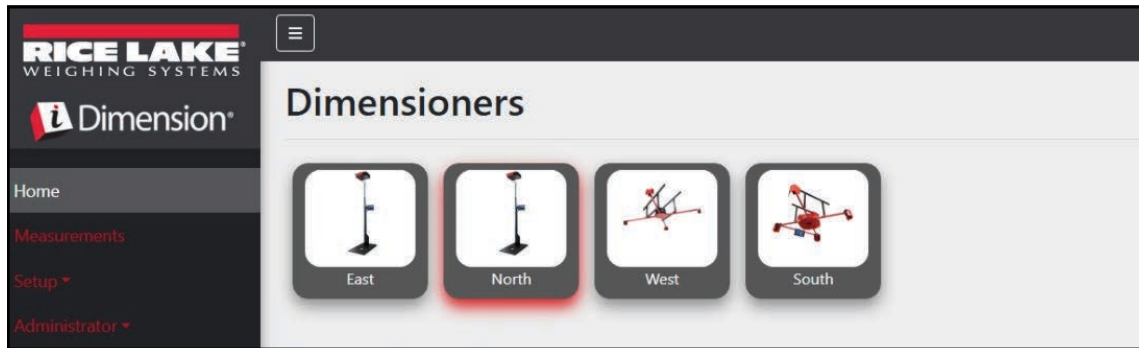 RICE LAKE®
WEIGHING SYSTEMS
i Dimension®
Home
Measurements
Setup
Administrator
Dimensioners
East
North
West
South